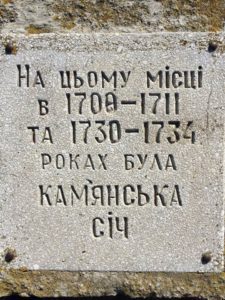 На цьому місці
в 1709–1711
та 1730–1734
роках була
Кам'янська
січ